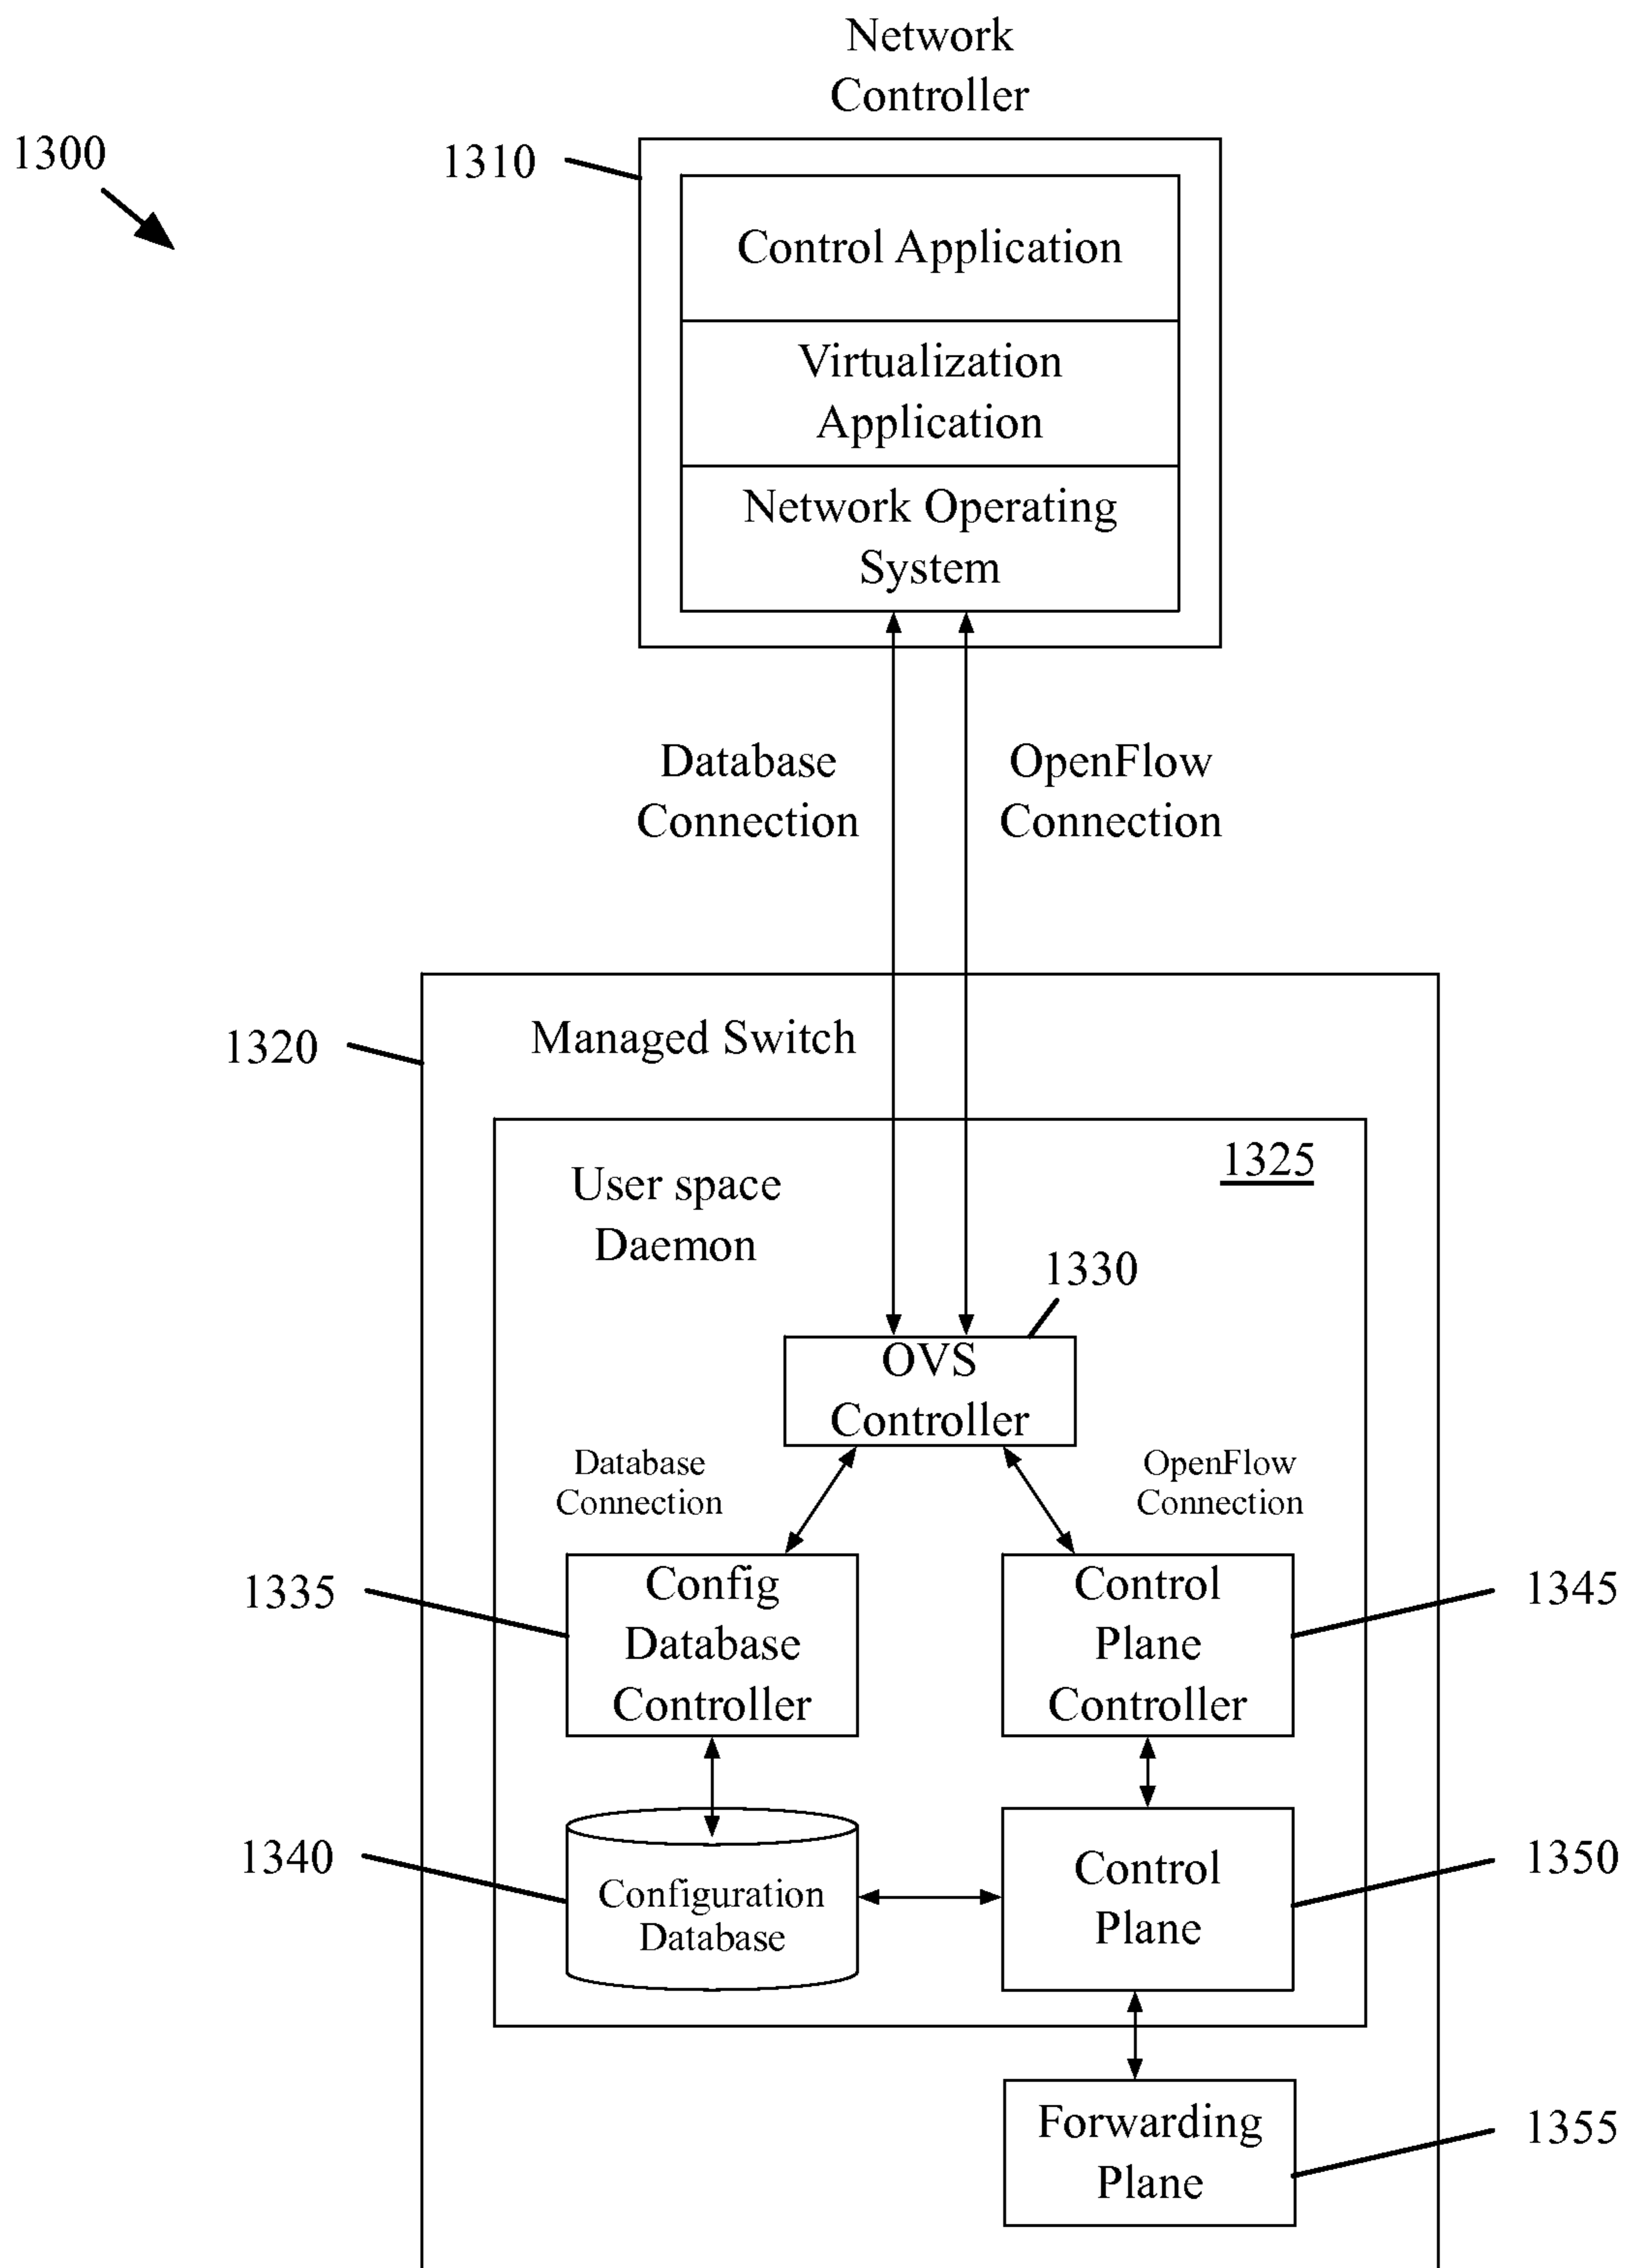 Network
Controller
1300
1310
Control Application
Virtualization
Application
Network Operating
System
Database
Connection
OpenFlow
Connection
1320
Managed Switch
1325
User space
Daemon
1330
OVS
Controller
Database
Connection
OpenFlow
Connection
1335
Config
Database
Controller
Control
Plane
Controller
1345
1340
Configuration
Database
Control
Plane
1350
Forwarding
Plane
1355